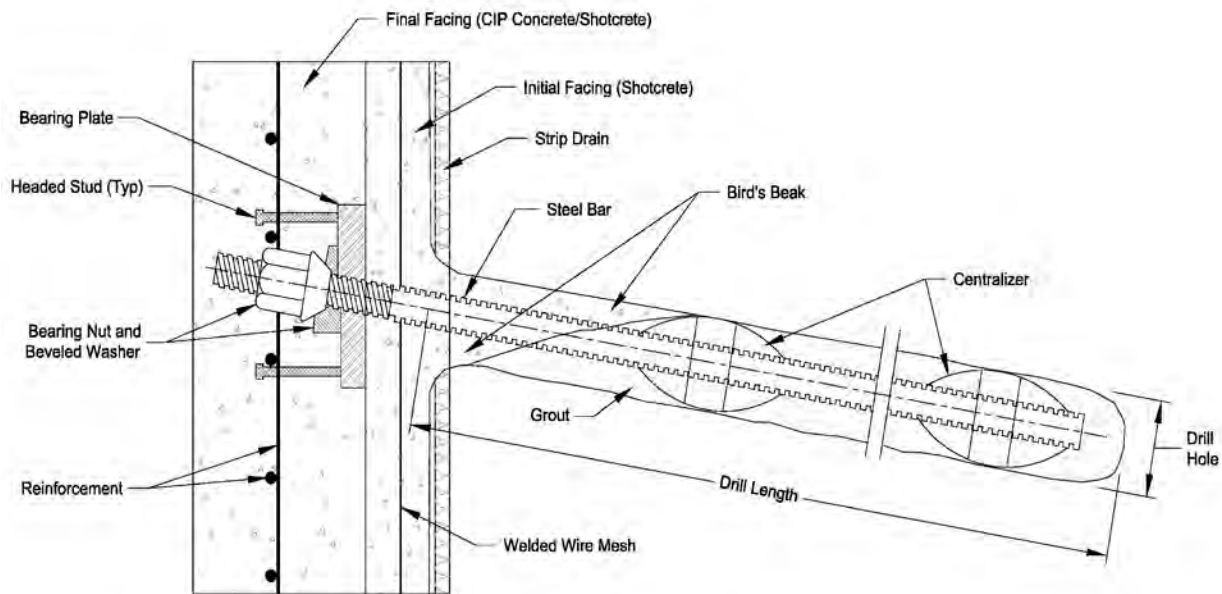 Final Facing (CIP Concrete/Shotcrete)
Initial Facing (Shotcrete)
Bearing Plate
Strip Drain
Headed Stud (Typ)
Bird's Beak
Steel Bar
Centralizer
Bearing Nut and
Beveled Washer
Grout
Drill
Hole
Reinforcement
Drill Length
Welded Wire Mesh